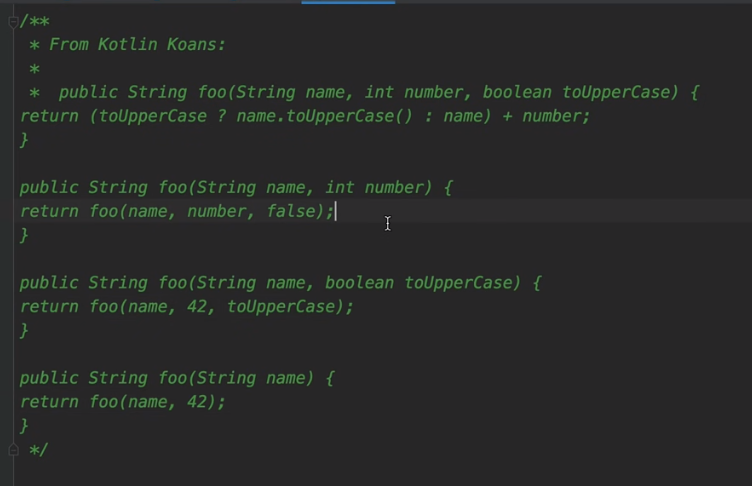 /**
* From Kotlin Koans:
*
* public String foo(String name, int number, boolean toUpperCase) {
return (toUpperCase ? name.toUpperCase() : name) + number;
}
public String foo(String name, int number) {
return foo(name, number, false);
}
public String foo(String name, boolean toUpperCase) {
return foo(name, 42, toUpperCase);
}
public String foo(String name) {
return foo(name, 42);
}
*/